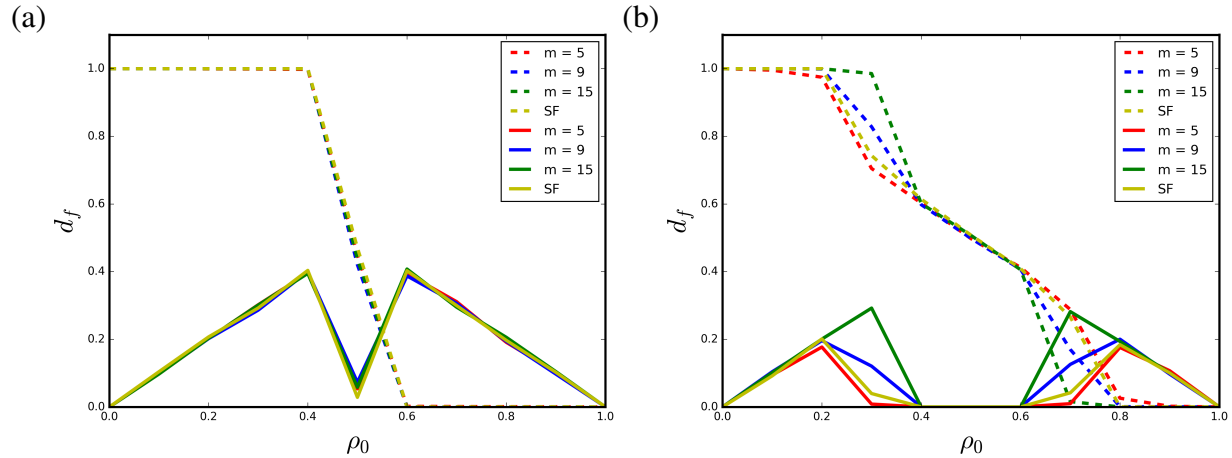 (a)
1.0
0.8
0.6
0.4
0.2
0.0
d_f
0.0 0.2 0.4 0.6 0.8 1.0
ρ_0
m = 5
m = 9
m = 15
SF
m = 5
m = 9
m = 15
SF
(b)
1.0
0.8
0.6
0.4
0.2
0.0
d_f
0.0 0.2 0.4 0.6 0.8 1.0
ρ_0
m = 5
m = 9
m = 15
SF
m = 5
m = 9
m = 15
SF